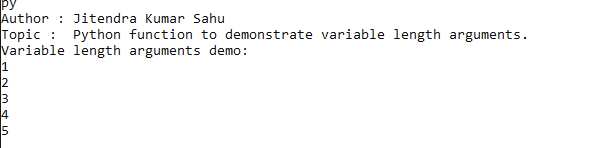 py
Author : Jitendra Kumar Sahu
Topic :  Python function to demonstrate variable length arguments.
Variable length arguments demo:
1
2
3
4
5